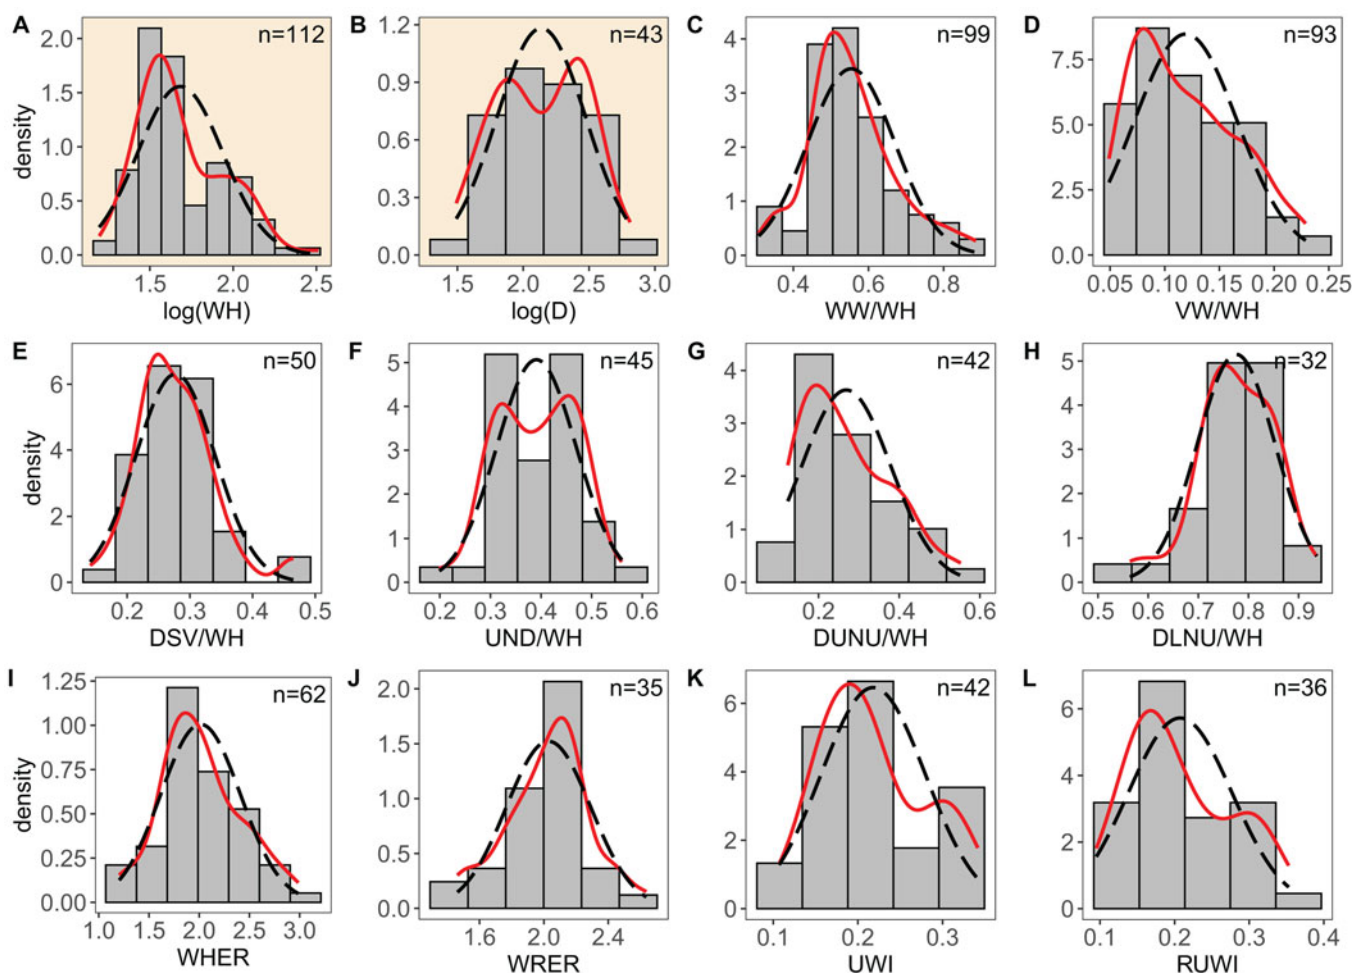 A n=112
density
2.0
1.5
1.0
0.5
0.0
1.5 2.0 2.5
log(WH)
B n=43
1.2
0.9
0.6
0.3
0.0
1.5 2.0 2.5 3.0
log(D)
C n=99
4
3
2
1
0
0.4 0.6 0.8
WW/WH
D n=93
7.5
5.0
2.5
0.0
0.05 0.10 0.15 0.20 0.25
VW/WH
E n=50
density
6
4
2
0
0.2 0.3 0.4 0.5
DSV/WH
F n=45
5
4
3
2
1
0
0.2 0.3 0.4 0.5 0.6
UND/WH
G n=42
4
3
2
1
0
0.2 0.4 0.6
DUNU/WH
H n=32
5
4
3
2
1
0
0.5 0.6 0.7 0.8 0.9
DLNU/WH
I n=62
density
1.25
1.00
0.75
0.50
0.25
0.00
1.0 1.5 2.0 2.5 3.0
WHER
J n=35
2.0
1.5
1.0
0.5
0.0
1.6 2.0 2.4
WRER
K n=42
6
4
2
0
0.1 0.2 0.3
UWI
L n=36
6
4
2
0
0.1 0.2 0.3 0.4
RUWI